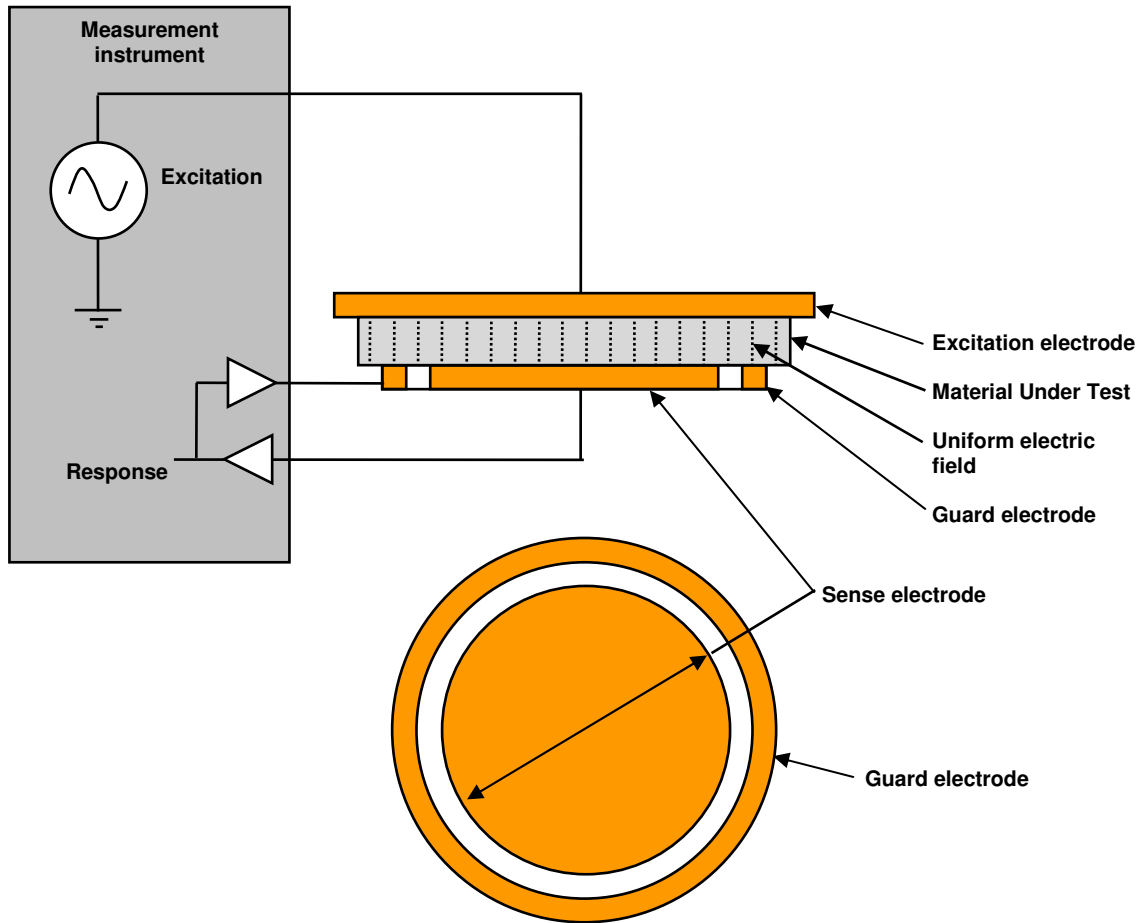 Measurement
instrument
Excitation
Excitation electrode
Material Under Test
Uniform electric
field
Response
Guard electrode
Sense electrode
Guard electrode